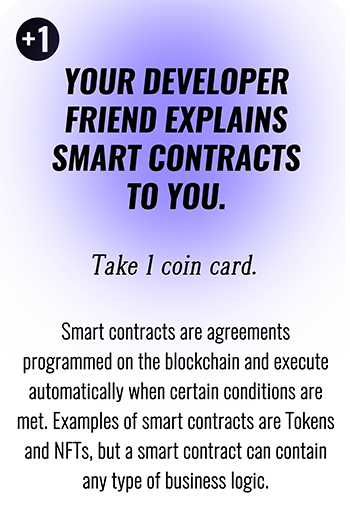 +1
YOUR DEVELOPER
FRIEND EXPLAINS
SMART CONTRACTS
TO YOU.
Take 1 coin card.
Smart contracts are agreements
programmed on the blockchain and execute
automatically when certain conditions are
met. Examples of smart contracts are Tokens
and NFTs, but a smart contract can contain
any type of business logic.